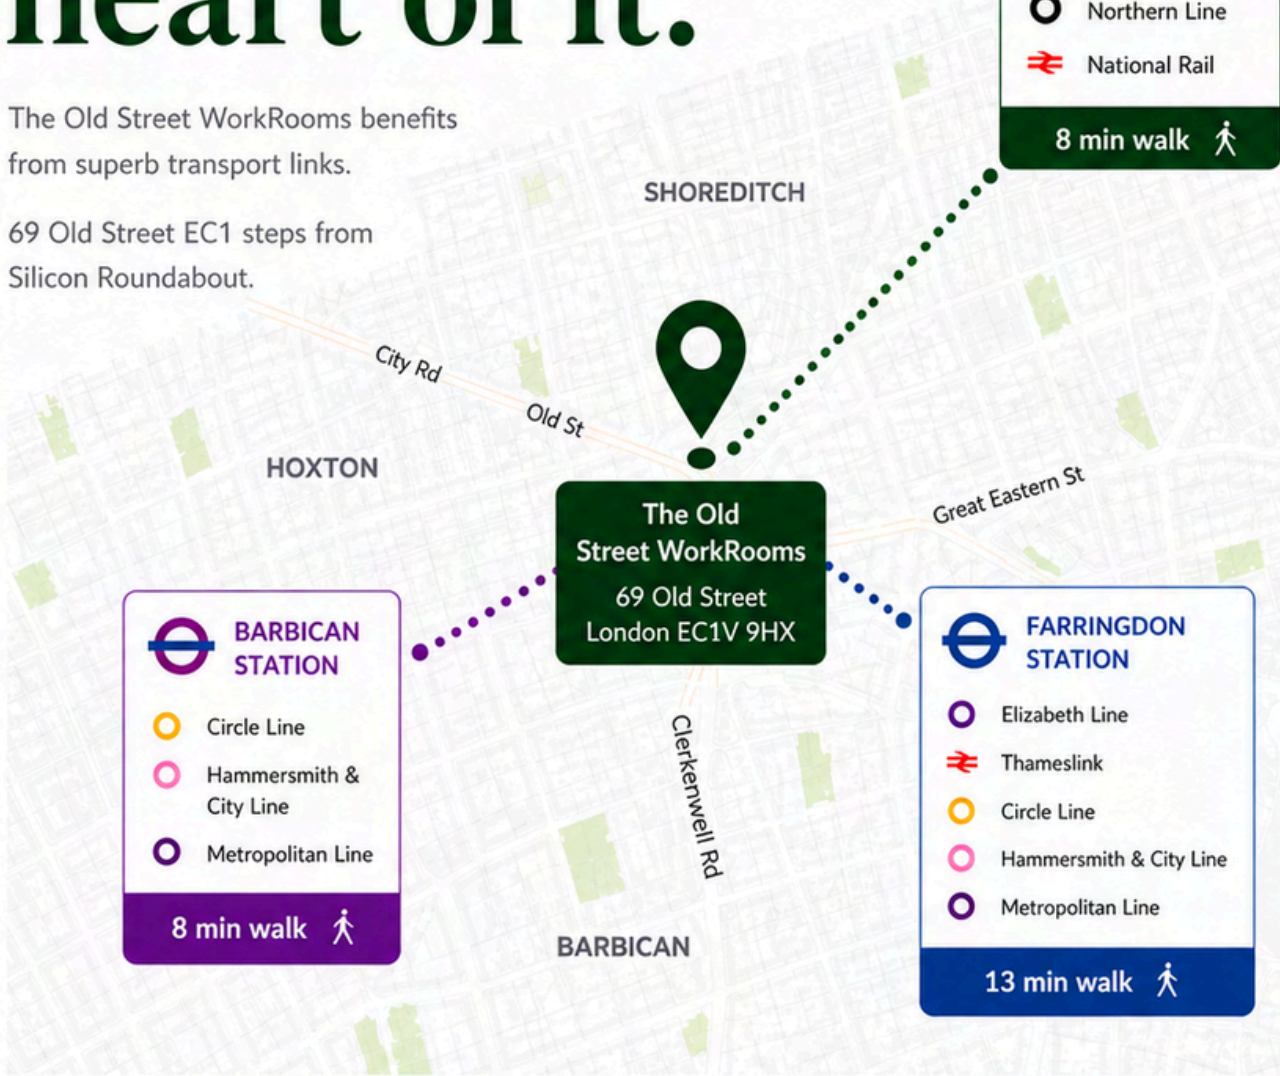 heart of it.
The Old Street WorkRooms benefits
from superb transport links.
69 Old Street EC1 steps from
Silicon Roundabout.
Northern Line
National Rail
8 min walk
SHOREDITCH
City Rd
Old St
HOXTON
Great Eastern St
The Old
Street WorkRooms
69 Old Street
London EC1V 9HX
BARBICAN
STATION
Circle Line
Hammersmith &
City Line
Metropolitan Line
8 min walk
Clerkenwell Rd
BARBICAN
FARRINGDON
STATION
Elizabeth Line
Thameslink
Circle Line
Hammersmith & City Line
Metropolitan Line
13 min walk